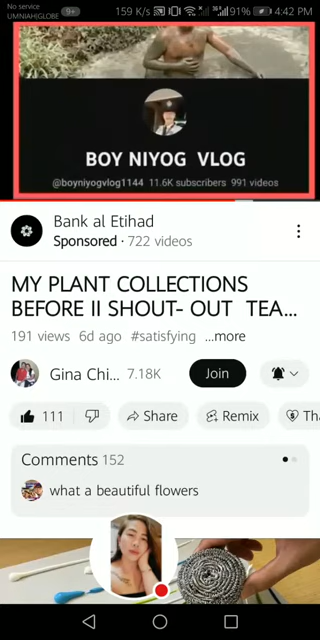 No service
UMNIAH|GLOBE
9+
159 K/s
91%
4:42 PM
BOY NIYOG VLOG
@boyniyogvlog1144 11.6K subscribers 991 videos
Bank al Etihad
Sponsored · 722 videos
MY PLANT COLLECTIONS
BEFORE II SHOUT- OUT TEA...
191 views 6d ago #satisfying ...more
Gina Chi... 7.18K
Join
111
Share
Remix
Tha
Comments 152
what a beautiful flowers